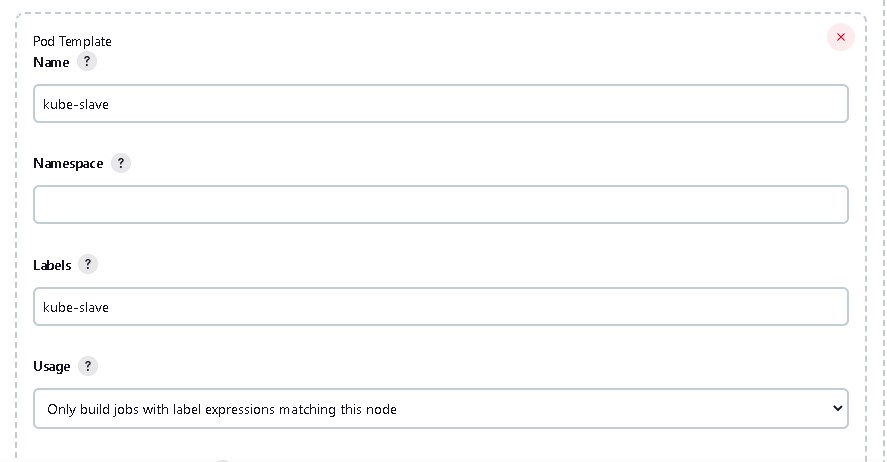 Pod Template
Name ?
kube-slave
Namespace ?
Labels ?
kube-slave
Usage ?
Only build jobs with label expressions matching this node